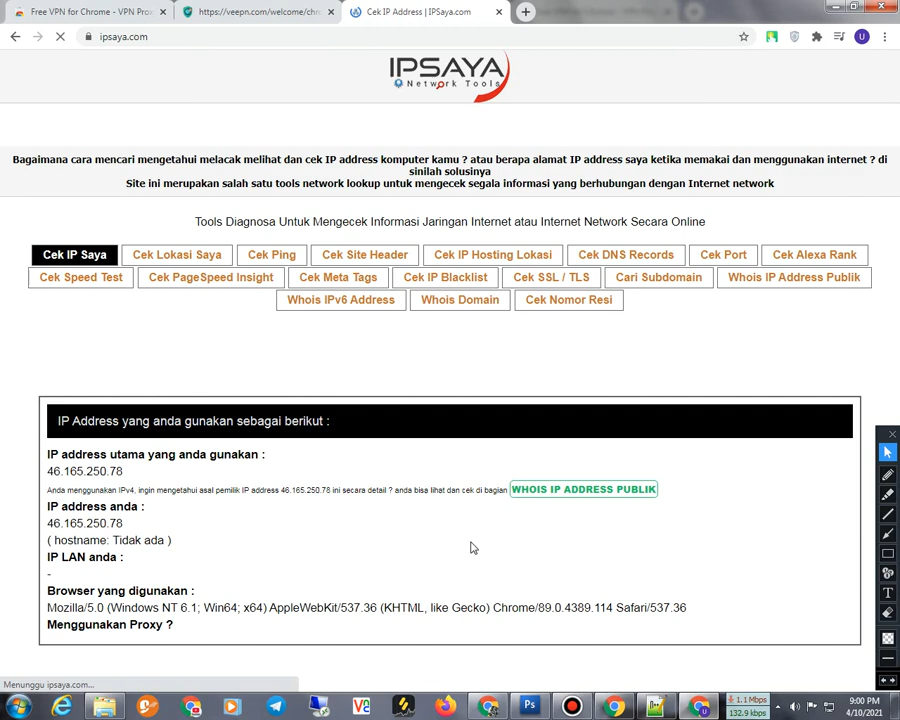 Free VPN for Chrome - VPN Prox
https://veepn.com/welcome/chr
Cek IP Address | IPSaya.com
ipsaya.com
U
IPSAYA
Network Tools
Bagaimana cara mencari mengetahui melacak melihat dan cek IP address komputer kamu ? atau berapa alamat IP address saya ketika memakai dan menggunakan internet ? di
sinilah solusinya
Site ini merupakan salah satu tools network lookup untuk mengecek segala informasi yang berhubungan dengan Internet network
Tools Diagnosa Untuk Mengecek Informasi Jaringan Internet atau Internet Network Secara Online
Cek IP Saya Cek Lokasi Saya Cek Ping Cek Site Header Cek IP Hosting Lokasi Cek DNS Records Cek Port Cek Alexa Rank
Cek Speed Test Cek PageSpeed Insight Cek Meta Tags Cek IP Blacklist Cek SSL / TLS Cari Subdomain Whois IP Address Publik
Whois IPv6 Address Whois Domain Cek Nomor Resi
IP Address yang anda gunakan sebagai berikut :
IP address utama yang anda gunakan :
46.165.250.78
Anda menggunakan IPv4, ingin mengetahui asal pemilik IP address 46.165.250.78 ini secara detail ? anda bisa lihat dan cek di bagian WHOIS IP ADDRESS PUBLIK
IP address anda :
46.165.250.78
( hostname: Tidak ada )
IP LAN anda :
-
Browser yang digunakan :
Mozilla/5.0 (Windows NT 6.1; Win64; x64) AppleWebKit/537.36 (KHTML, like Gecko) Chrome/89.0.4389.114 Safari/537.36
Menggunakan Proxy ?
T
Menunggu ipsaya.com...
Ps
1.1 Mbps
132.9 kbps
9:00 PM
4/10/2021